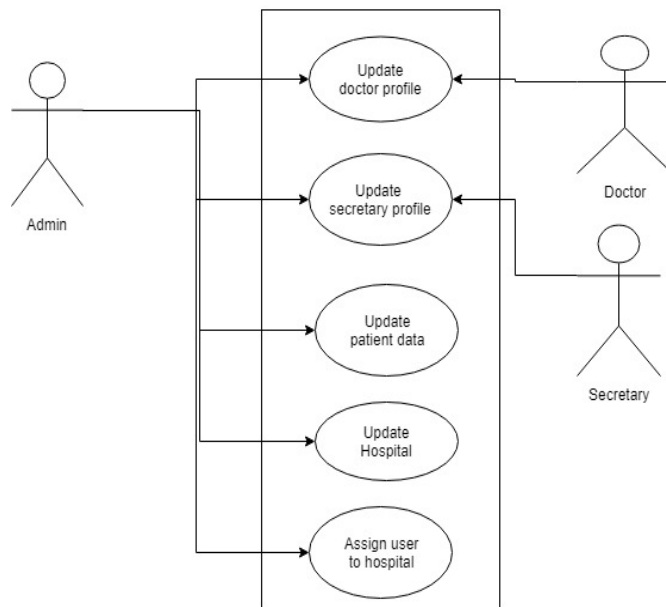 Update
doctor profile
Doctor
Admin
Update
secretary profile
Update
patient data
Secretary
Update
Hospital
Assign user
to hospital